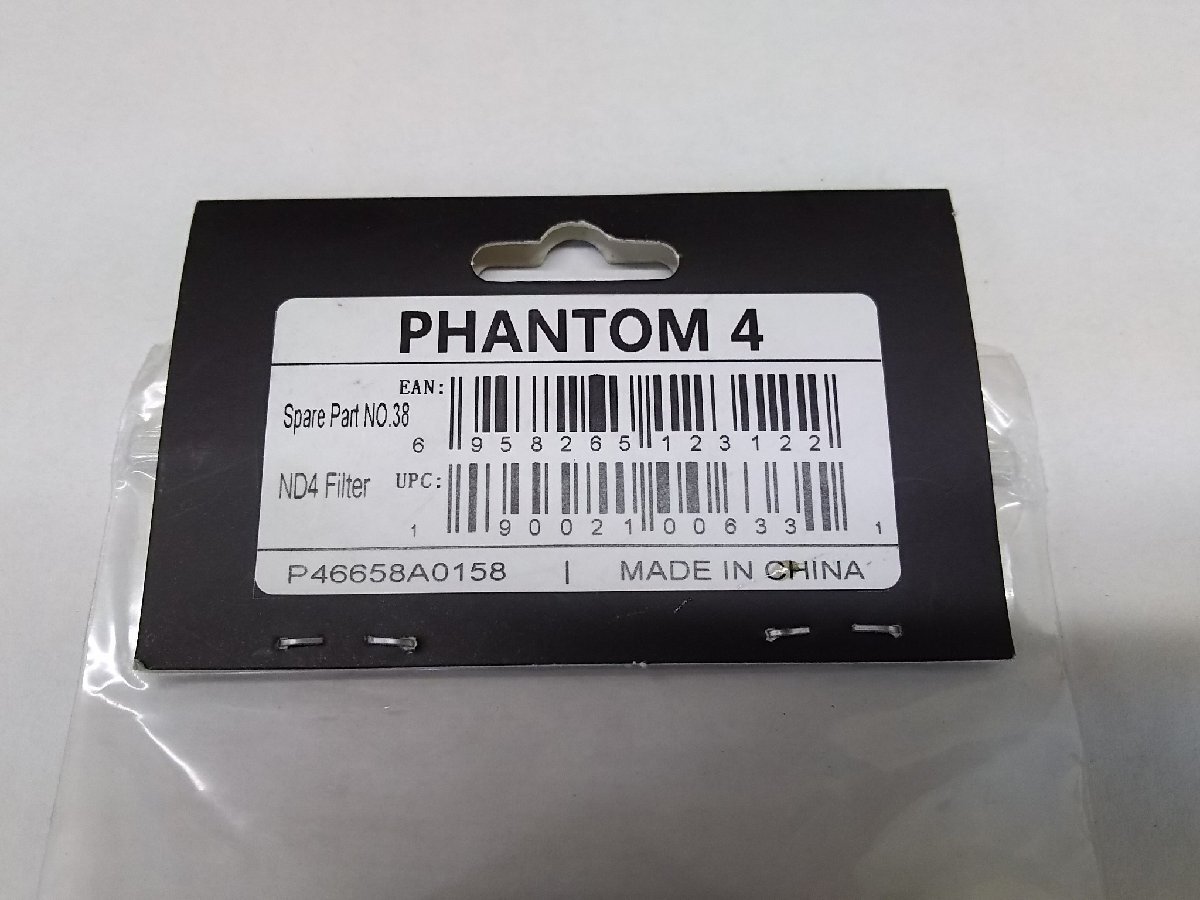 PHANTOM 4
EAN:
Spare Part NO.38
6 958265 123122
ND4 Filter
UPC:
1 90021 00633 1
P46658A0158 | MADE IN CHINA